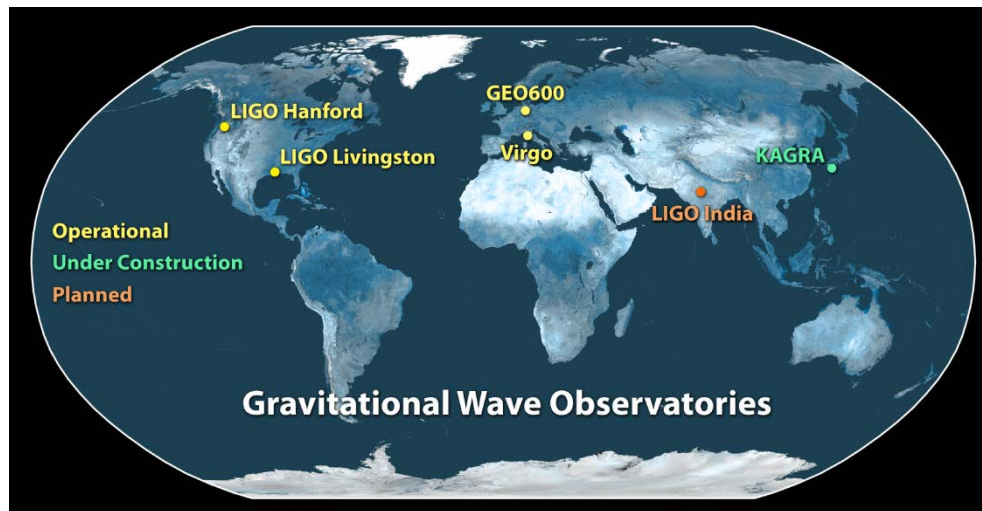 GEO600
LIGO Hanford
LIGO Livingston
Virgo
KAGRA
LIGO India
Operational
Under Construction
Planned
Gravitational Wave Observatories